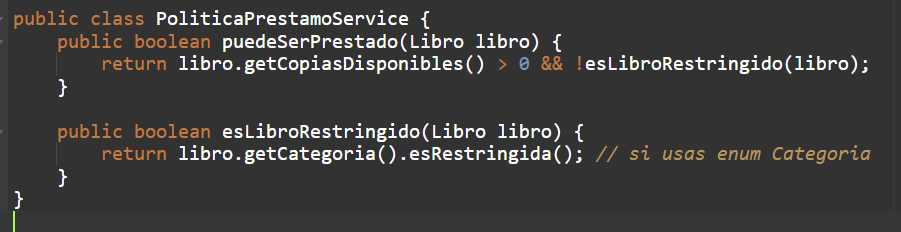 public class PoliticaPrestamoService {
    public boolean puedeSerPrestado(Libro libro) {
        return libro.getCopiasDisponibles() > 0 && !esLibroRestringido(libro);
    }

    public boolean esLibroRestringido(Libro libro) {
        return libro.getCategoria().esRestringida(); // si usas enum Categoria
    }
}